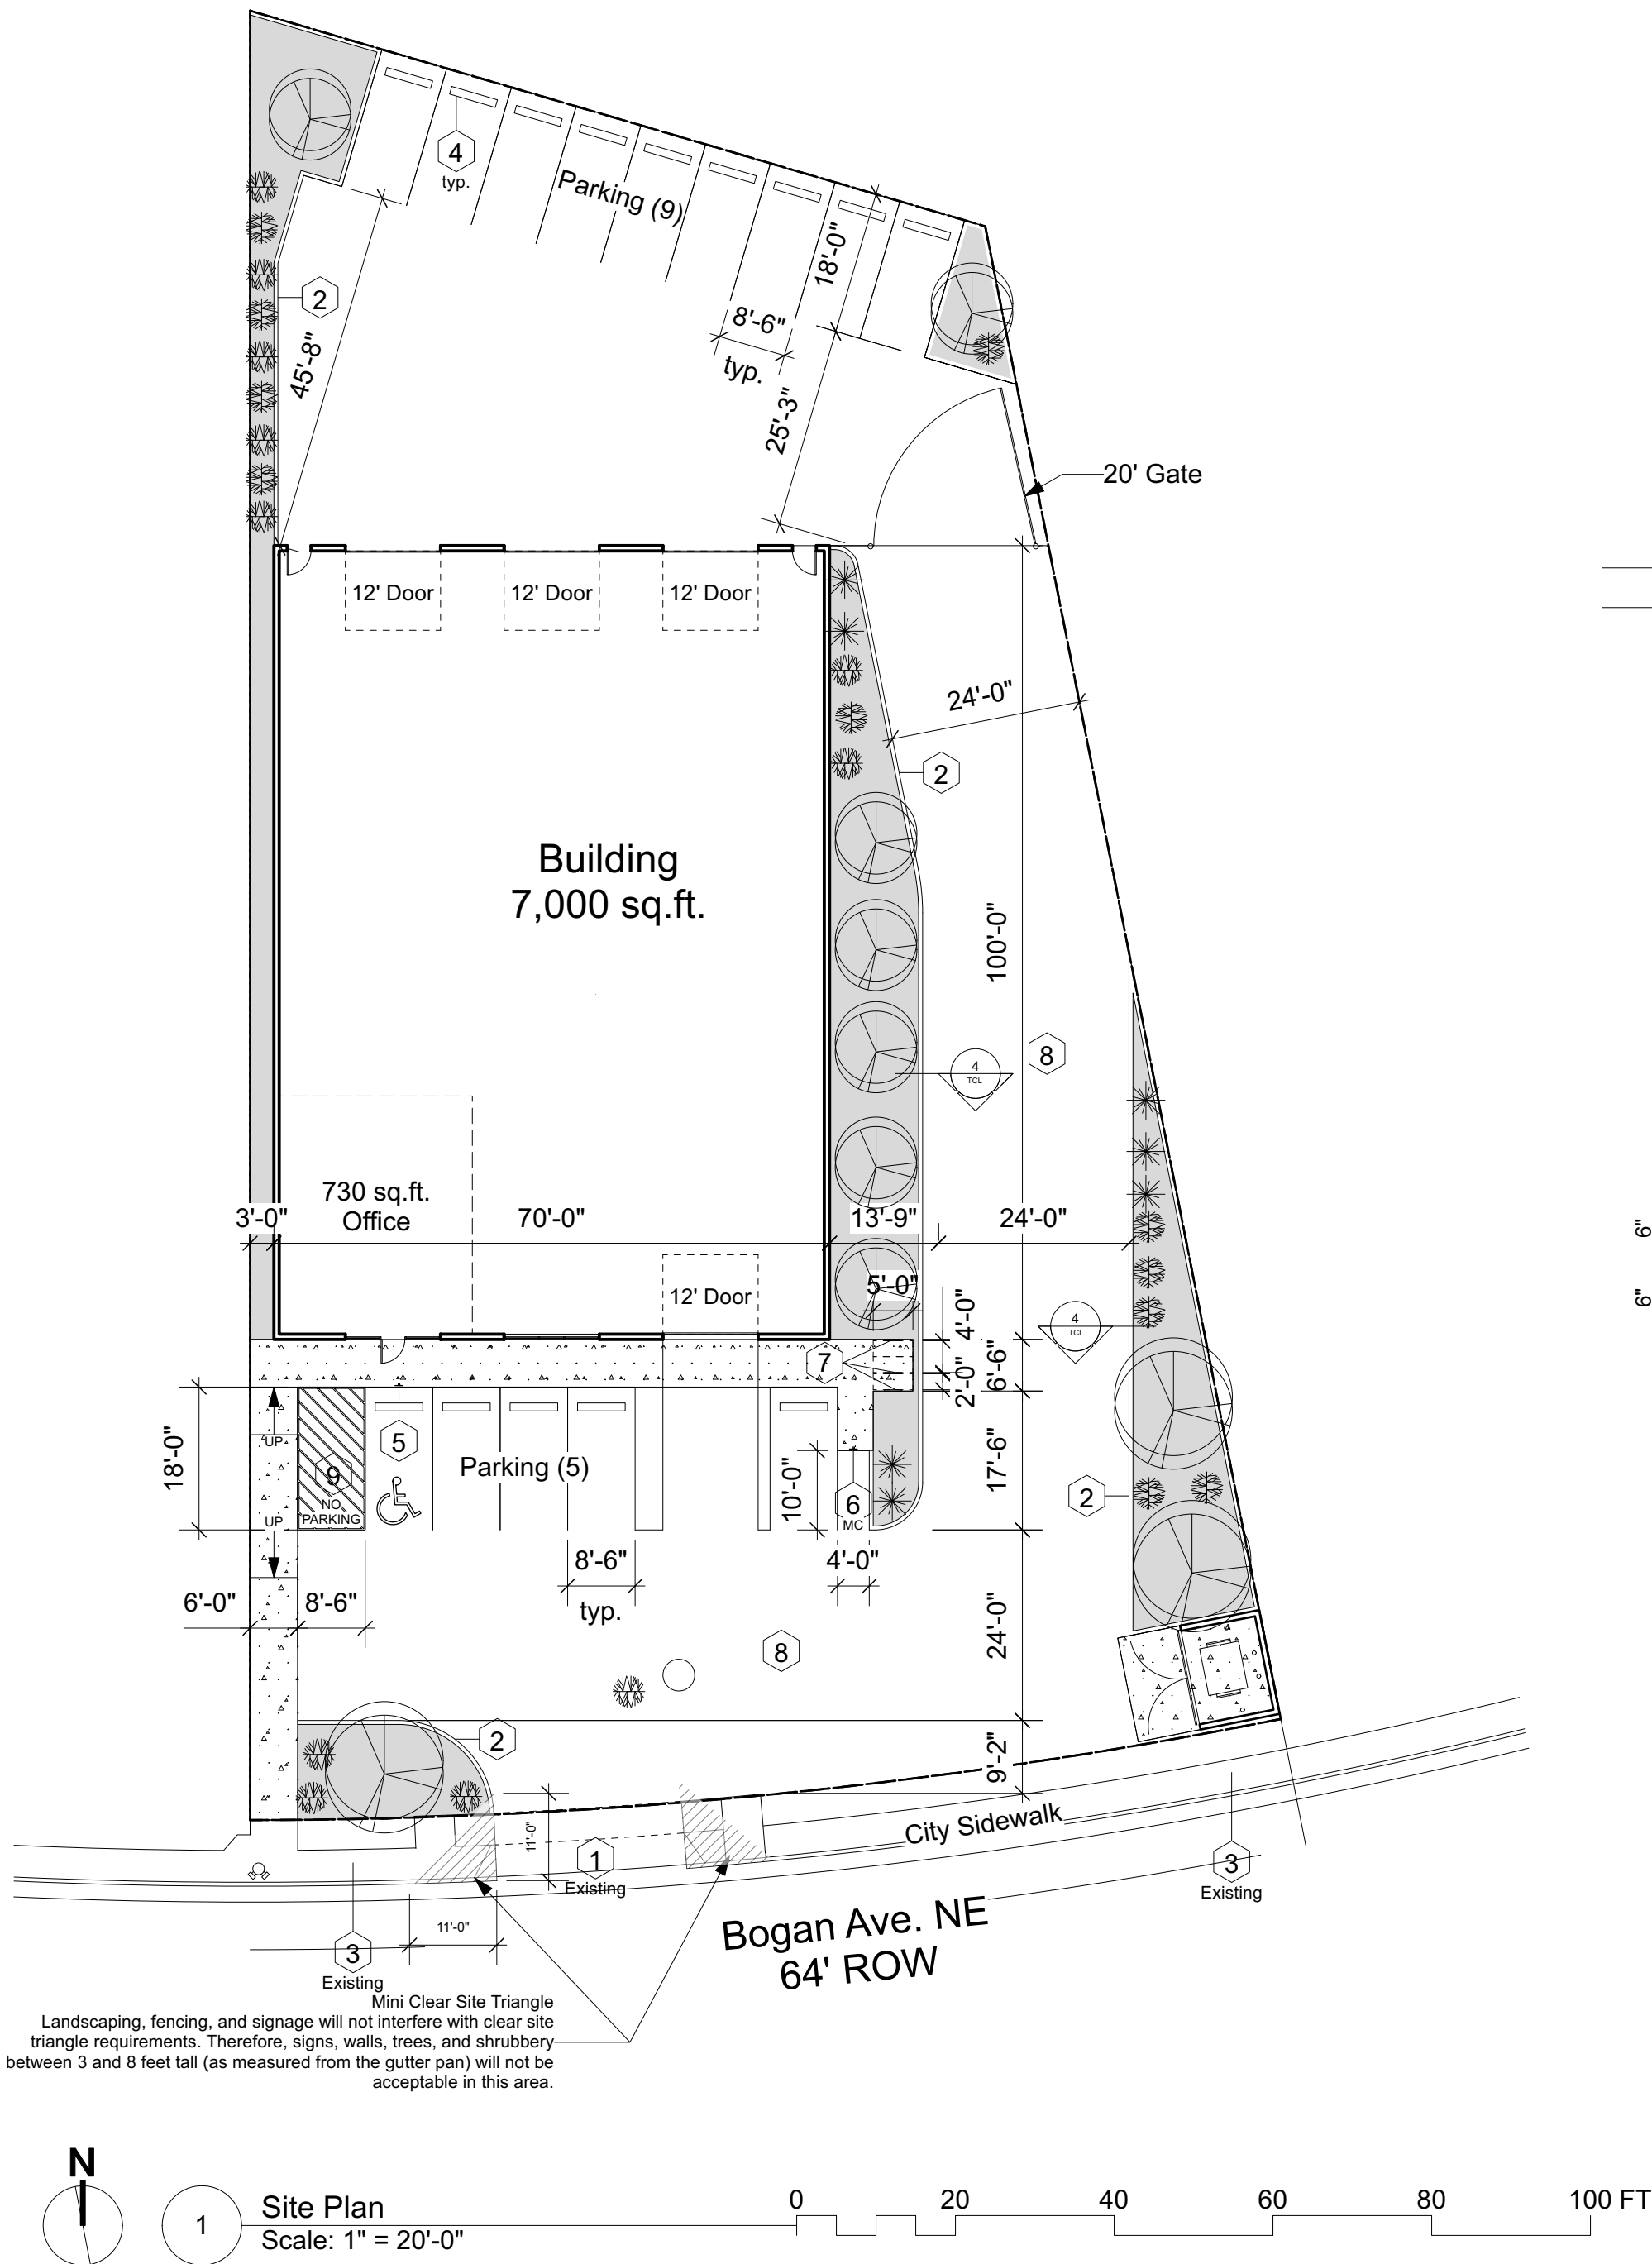 4
typ.
Parking (9)
18'-0"
2
8'-6"
typ.
45'-8"
25'-3"
20' Gate
12' Door
12' Door
12' Door
24'-0"
2
Building
7,000 sq.ft.
100'-0"
8
4
TCL
730 sq.ft.
Office
3'-0"
70'-0"
13'-9"
24'-0"
6"
6"
12' Door
5'-0"
4'-0"
4
TCL
7
2'-0"
6'-6"
UP
5
18'-0"
9
NO
PARKING
UP
Parking (5)
10'-0"
6
MC
17'-6"
2
8'-6"
typ.
4'-0"
6'-0"
8'-6"
8
24'-0"
2
9'-2"
11'-0"
1
Existing
City Sidewalk
3
Existing
11'-0"
3
Existing
Bogan Ave. NE
64' ROW
Mini Clear Site Triangle
Landscaping, fencing, and signage will not interfere with clear site
triangle requirements. Therefore, signs, walls, trees, and shrubbery
between 3 and 8 feet tall (as measured from the gutter pan) will not be
acceptable in this area.
N
1
Site Plan
Scale: 1" = 20'-0"
0 20 40 60 80 100 FT